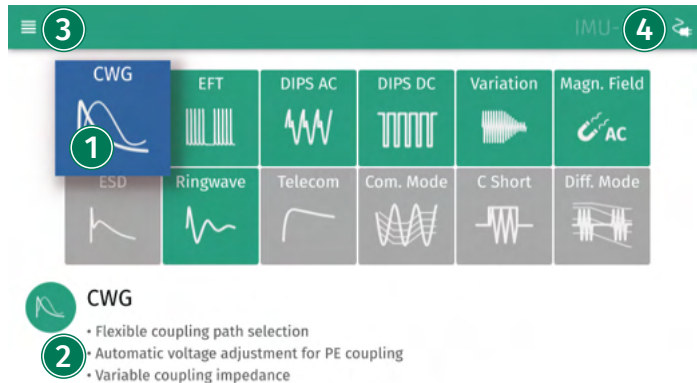 3
IMU-
4
CWG
EFT
DIPS AC
DIPS DC
Variation
Magn. Field
1
AC
ESD
Ringwave
Telecom
Com. Mode
C Short
Diff. Mode
CWG
• Flexible coupling path selection
2
• Automatic voltage adjustment for PE coupling
• Variable coupling impedance